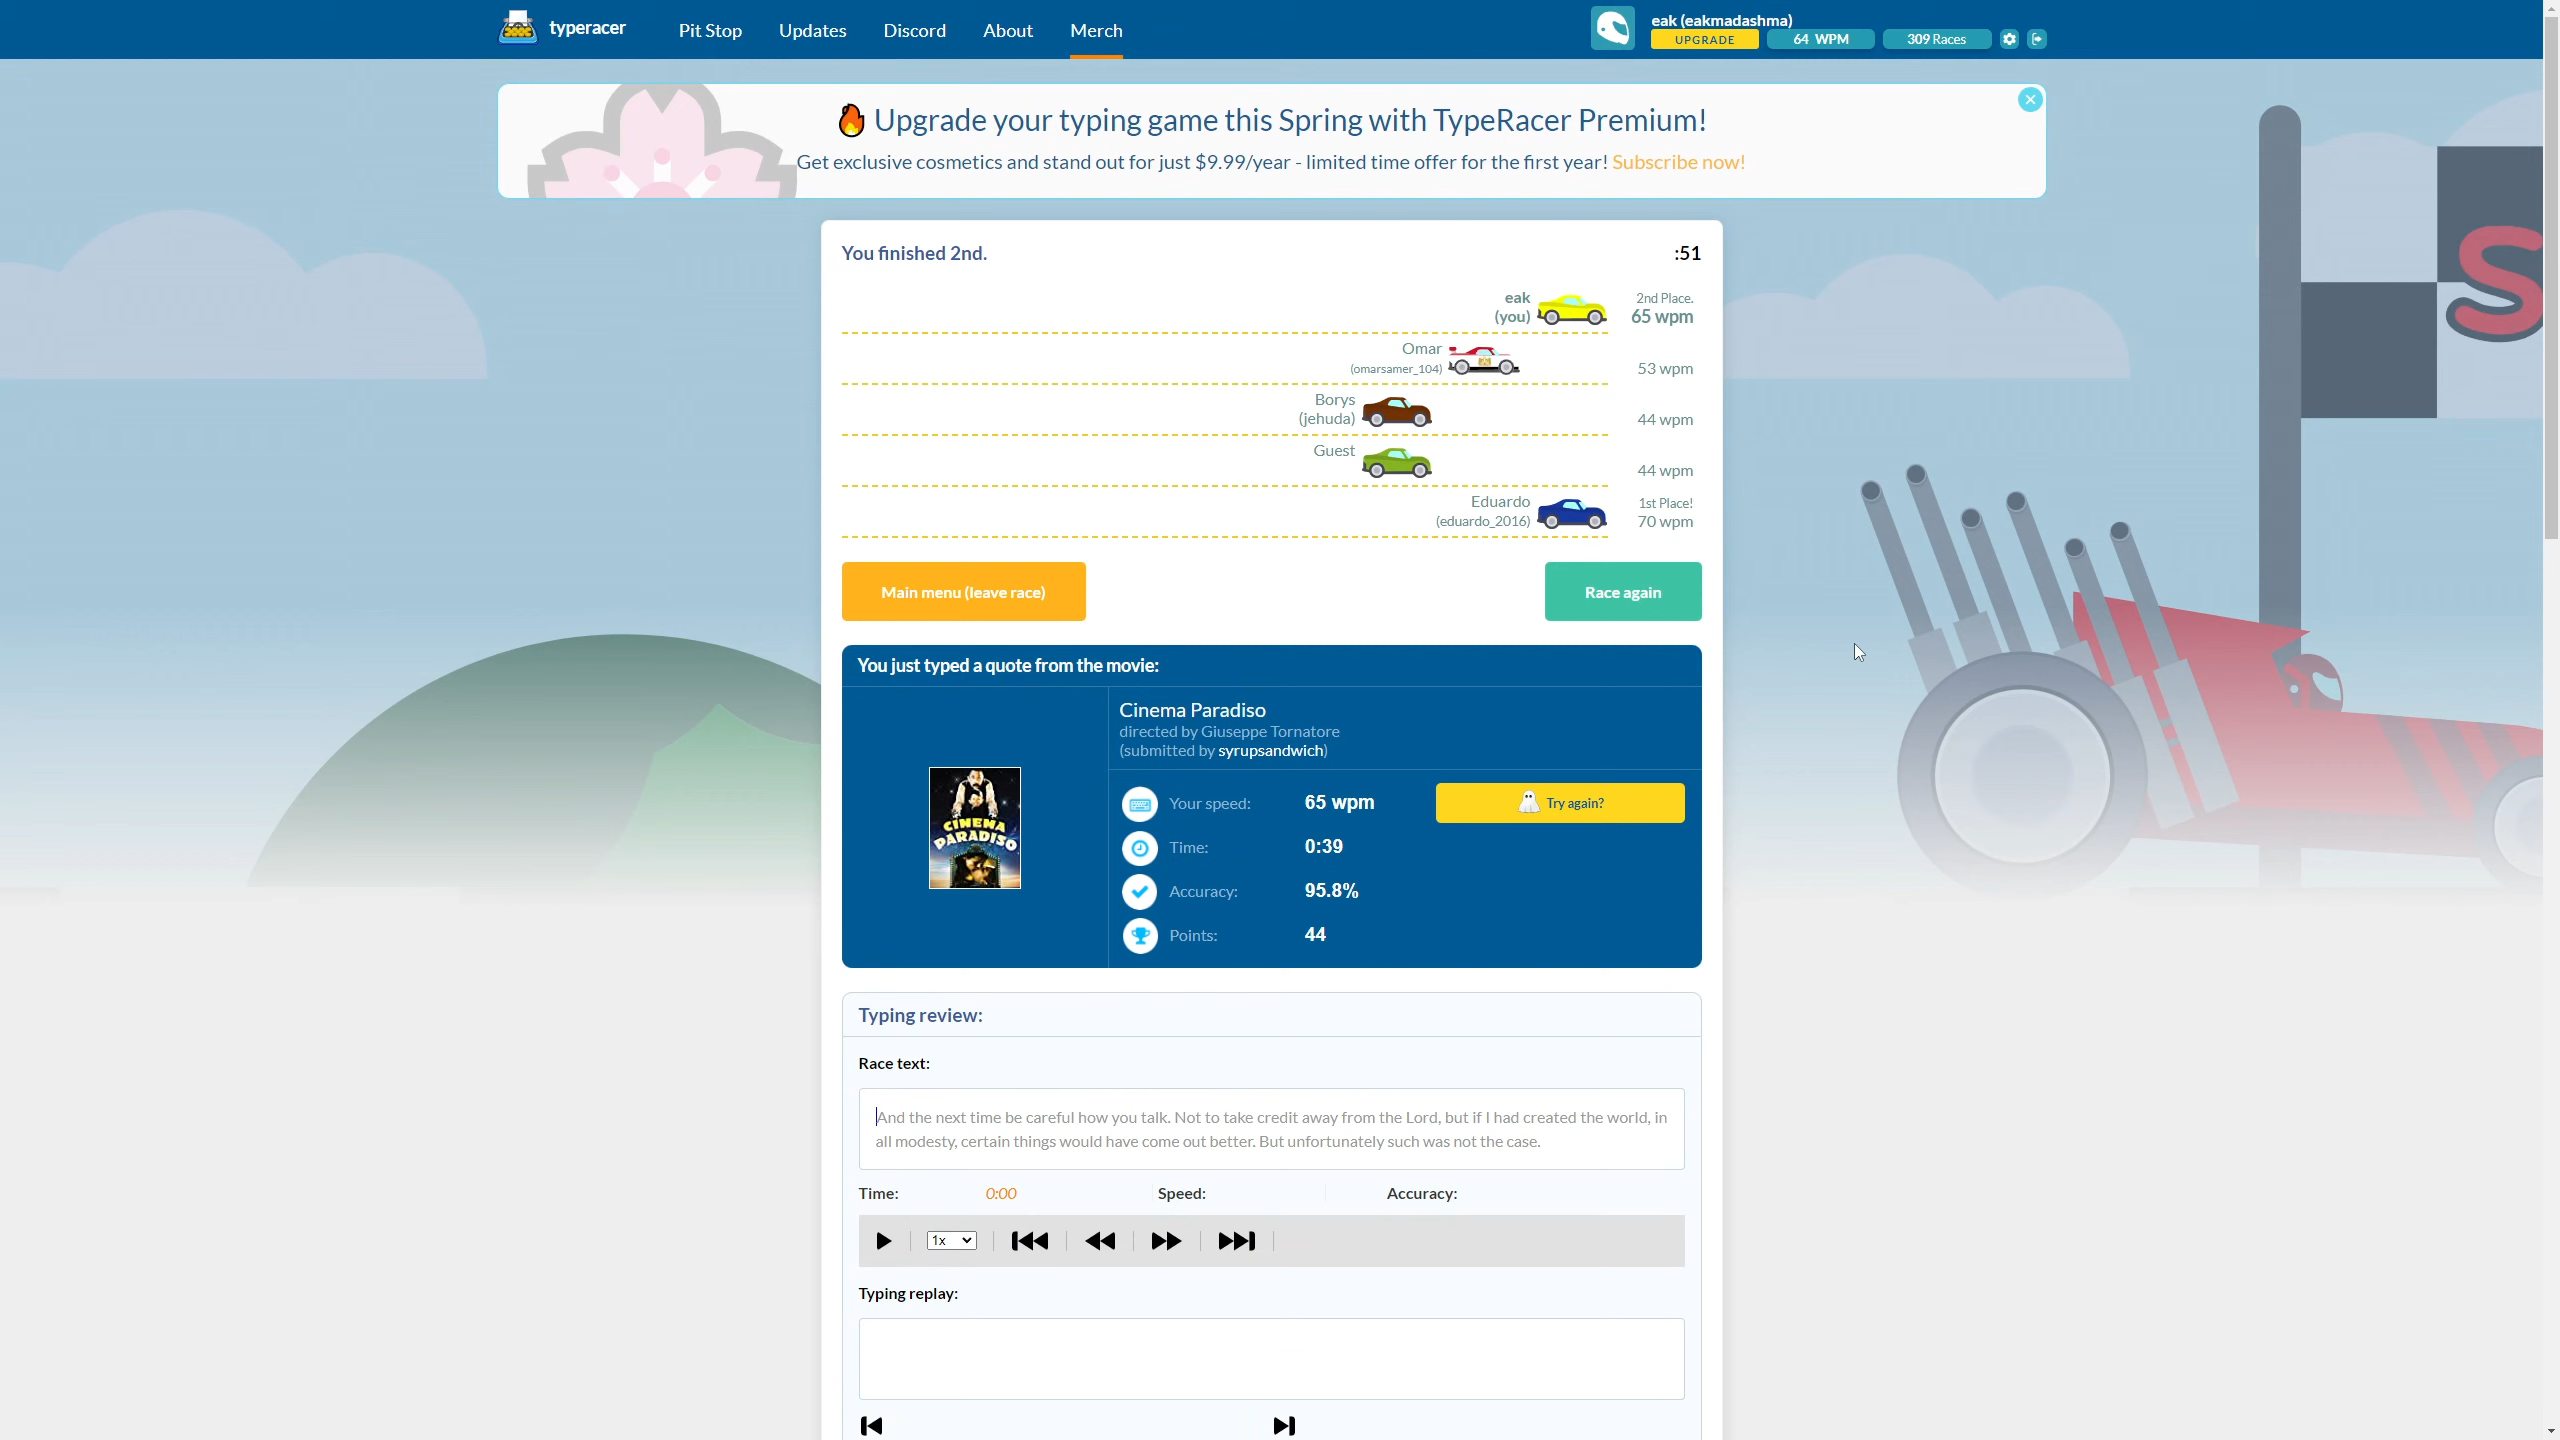 typeracer
Pit Stop
Updates
Discord
About
Merch
eak (eakmadashma)
UPGRADE
64 WPM
309 Races
Upgrade your typing game this Spring with TypeRacer Premium!
Get exclusive cosmetics and stand out for just $9.99/year - limited time offer for the first year! Subscribe now!
You finished 2nd.
:51
eak
(you)
2nd Place.
65 wpm
Omar
(omarsamer_104)
53 wpm
Borys
(jehuda)
44 wpm
Guest
44 wpm
Eduardo
(eduardo_2016)
1st Place!
70 wpm
Main menu (leave race)
Race again
You just typed a quote from the movie:
CINEMA
PARADISO
Cinema Paradiso
directed by Giuseppe Tornatore
(submitted by syrupsandwich)
Your speed:
65 wpm
Try again?
Time:
0:39
Accuracy:
95.8%
Points:
44
Typing review:
Race text:
And the next time be careful how you talk. Not to take credit away from the Lord, but if I had created the world, in
all modesty, certain things would have come out better. But unfortunately such was not the case.
Time:
0:00
Speed:
Accuracy:
1x
Typing replay:
S